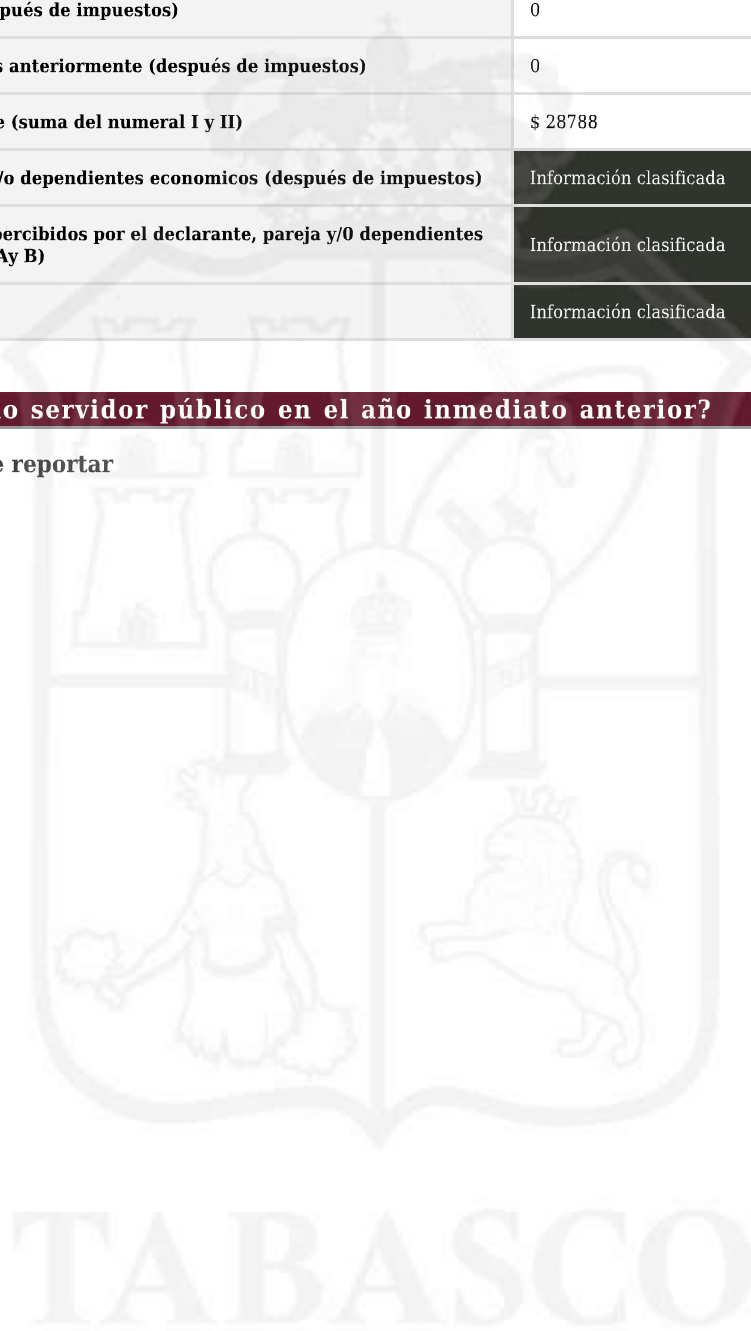 pués de impuestos)
0
s anteriormente (después de impuestos)
0
e (suma del numeral I y II)
$ 28788
/o dependientes economicos (después de impuestos)
Información clasificada
percibidos por el declarante, pareja y/0 dependientes
Ay B)
Información clasificada
Información clasificada
o servidor público en el año inmediato anterior?
e reportar
TABASCO